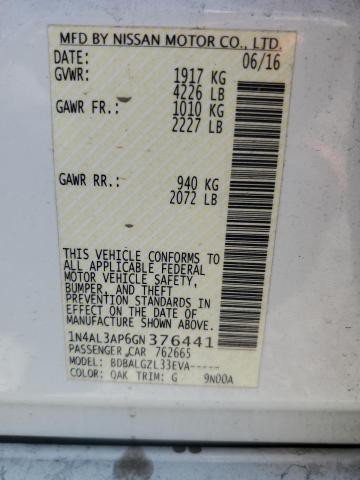 MFD BY NISSAN MOTOR CO., LTD.
DATE: 06/16
GVWR: 1917 KG
4226 LB
GAWR FR.: 1010 KG
2227 LB
GAWR RR.: 940 KG
2072 LB
THIS VEHICLE CONFORMS TO
ALL APPLICABLE FEDERAL
MOTOR VEHICLE SAFETY,
BUMPER, AND THEFT
PREVENTION STANDARDS IN
EFFECT ON THE DATE OF
MANUFACTURE SHOWN ABOVE.
1N4AL3AP6GN376441
PASSENGER CAR 762665
MODEL: BDBALGZL33EVA-----
COLOR: QAK TRIM: G 9N00A